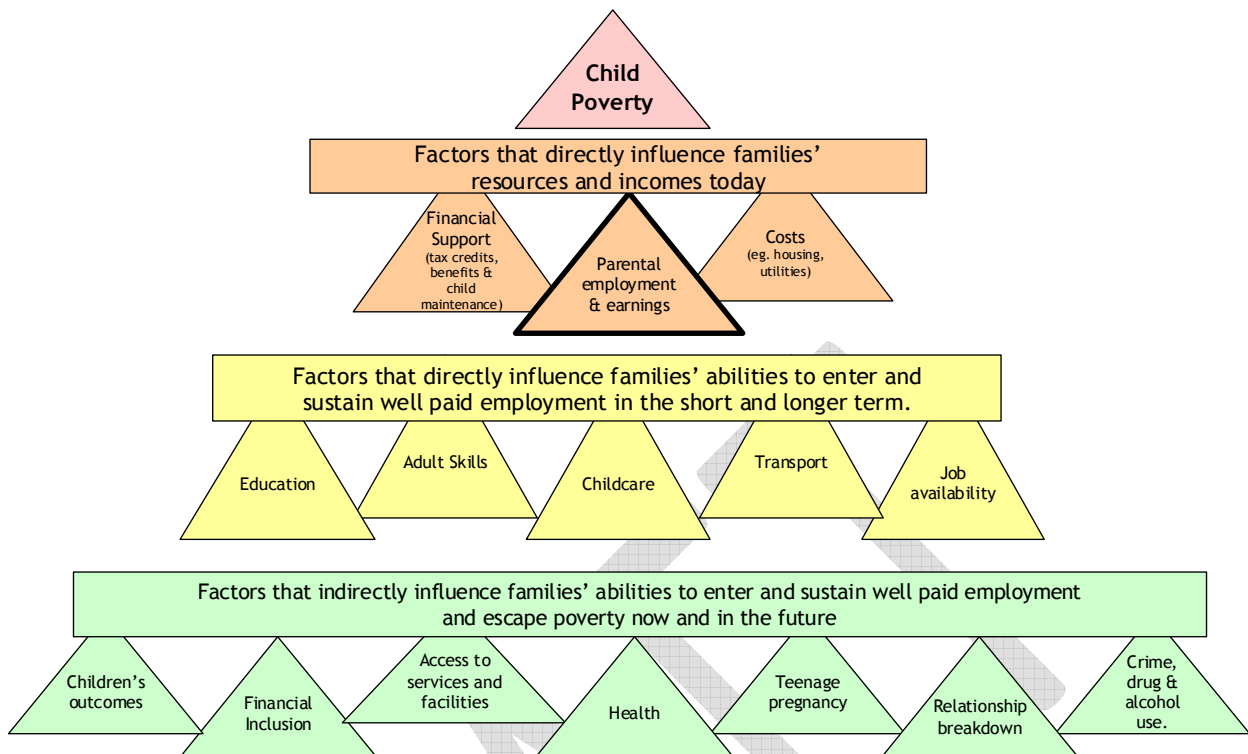 Child
Poverty
Factors that directly influence families’
resources and incomes today
Financial
Support
(tax credits,
benefits &
child
maintenance)
Parental
employment
& earnings
Costs
(eg. housing,
utilities)
Factors that directly influence families’ abilities to enter and
sustain well paid employment in the short and longer term.
Education
Adult Skills
Childcare
Transport
Job
availability
Factors that indirectly influence families’ abilities to enter and sustain well paid employment
and escape poverty now and in the future
Children’s
outcomes
Financial
Inclusion
Access to
services and
facilities
Health
Teenage
pregnancy
Relationship
breakdown
Crime,
drug &
alcohol
use.